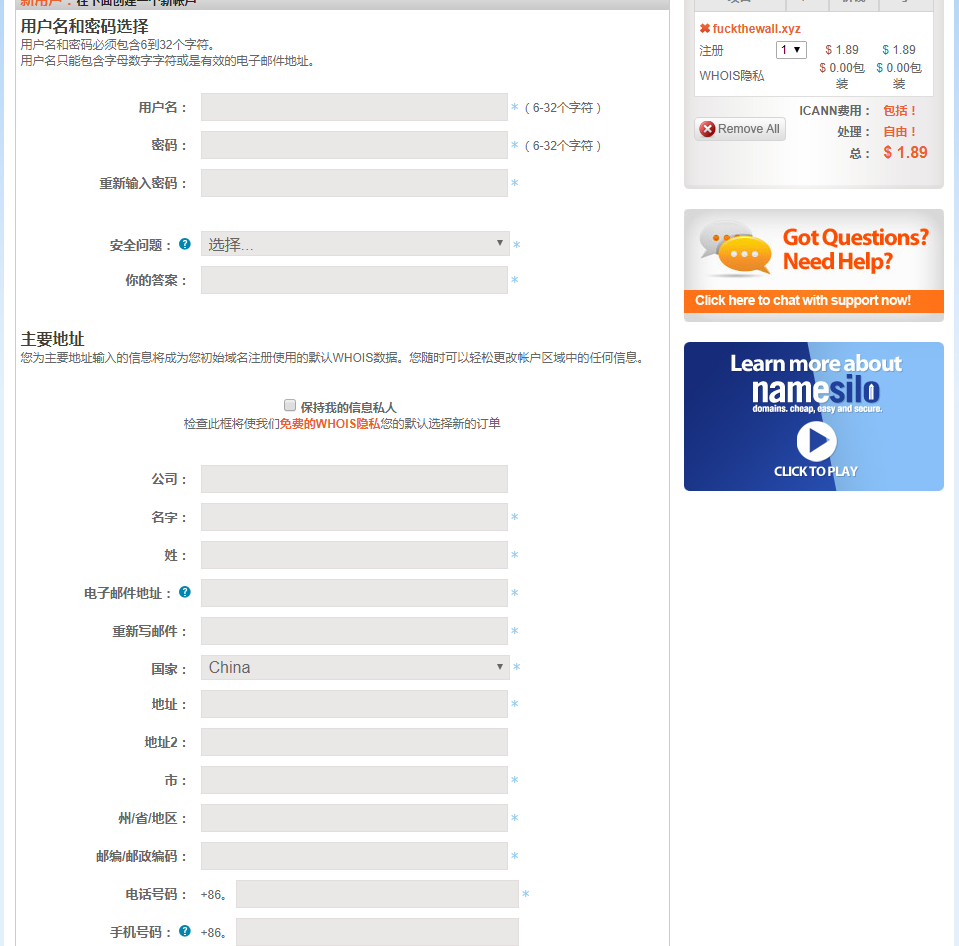 新用户：在下面创建一个新帐户
用户名和密码选择
用户名和密码必须包含6到32个字符。
用户名只能包含字母数字字符或是有效的电子邮件地址。
用户名： * ( 6-32个字符 )
密码： * ( 6-32个字符 )
重新输入密码： *
安全问题： ? 选择... *
你的答案： *
主要地址
您为主要地址输入的信息将成为您初始域名注册使用的默认WHOIS数据。您随时可以轻松更改帐户区域中的任何信息。
保持我的信息私人
检查此框将使我们免费的WHOIS隐私您的默认选择新的订单
公司：
名字： *
姓： *
电子邮件地址： ? *
重新写邮件： *
国家： China *
地址： *
地址2：
市： *
州/省/地区： *
邮编/邮政编码： *
电话号码： +86。 *
手机号码： ? +86。
fuckthewall.xyz
注册 1 $ 1.89 $ 1.89
WHOIS隐私 $ 0.00包装 $ 0.00包装
ICANN费用： 包括！
Remove All
处理： 自由！
总： $ 1.89
Got Questions?
Need Help?
Click here to chat with support now!
Learn more about
namesilo
domains. cheap, easy and secure.
CLICK TO PLAY